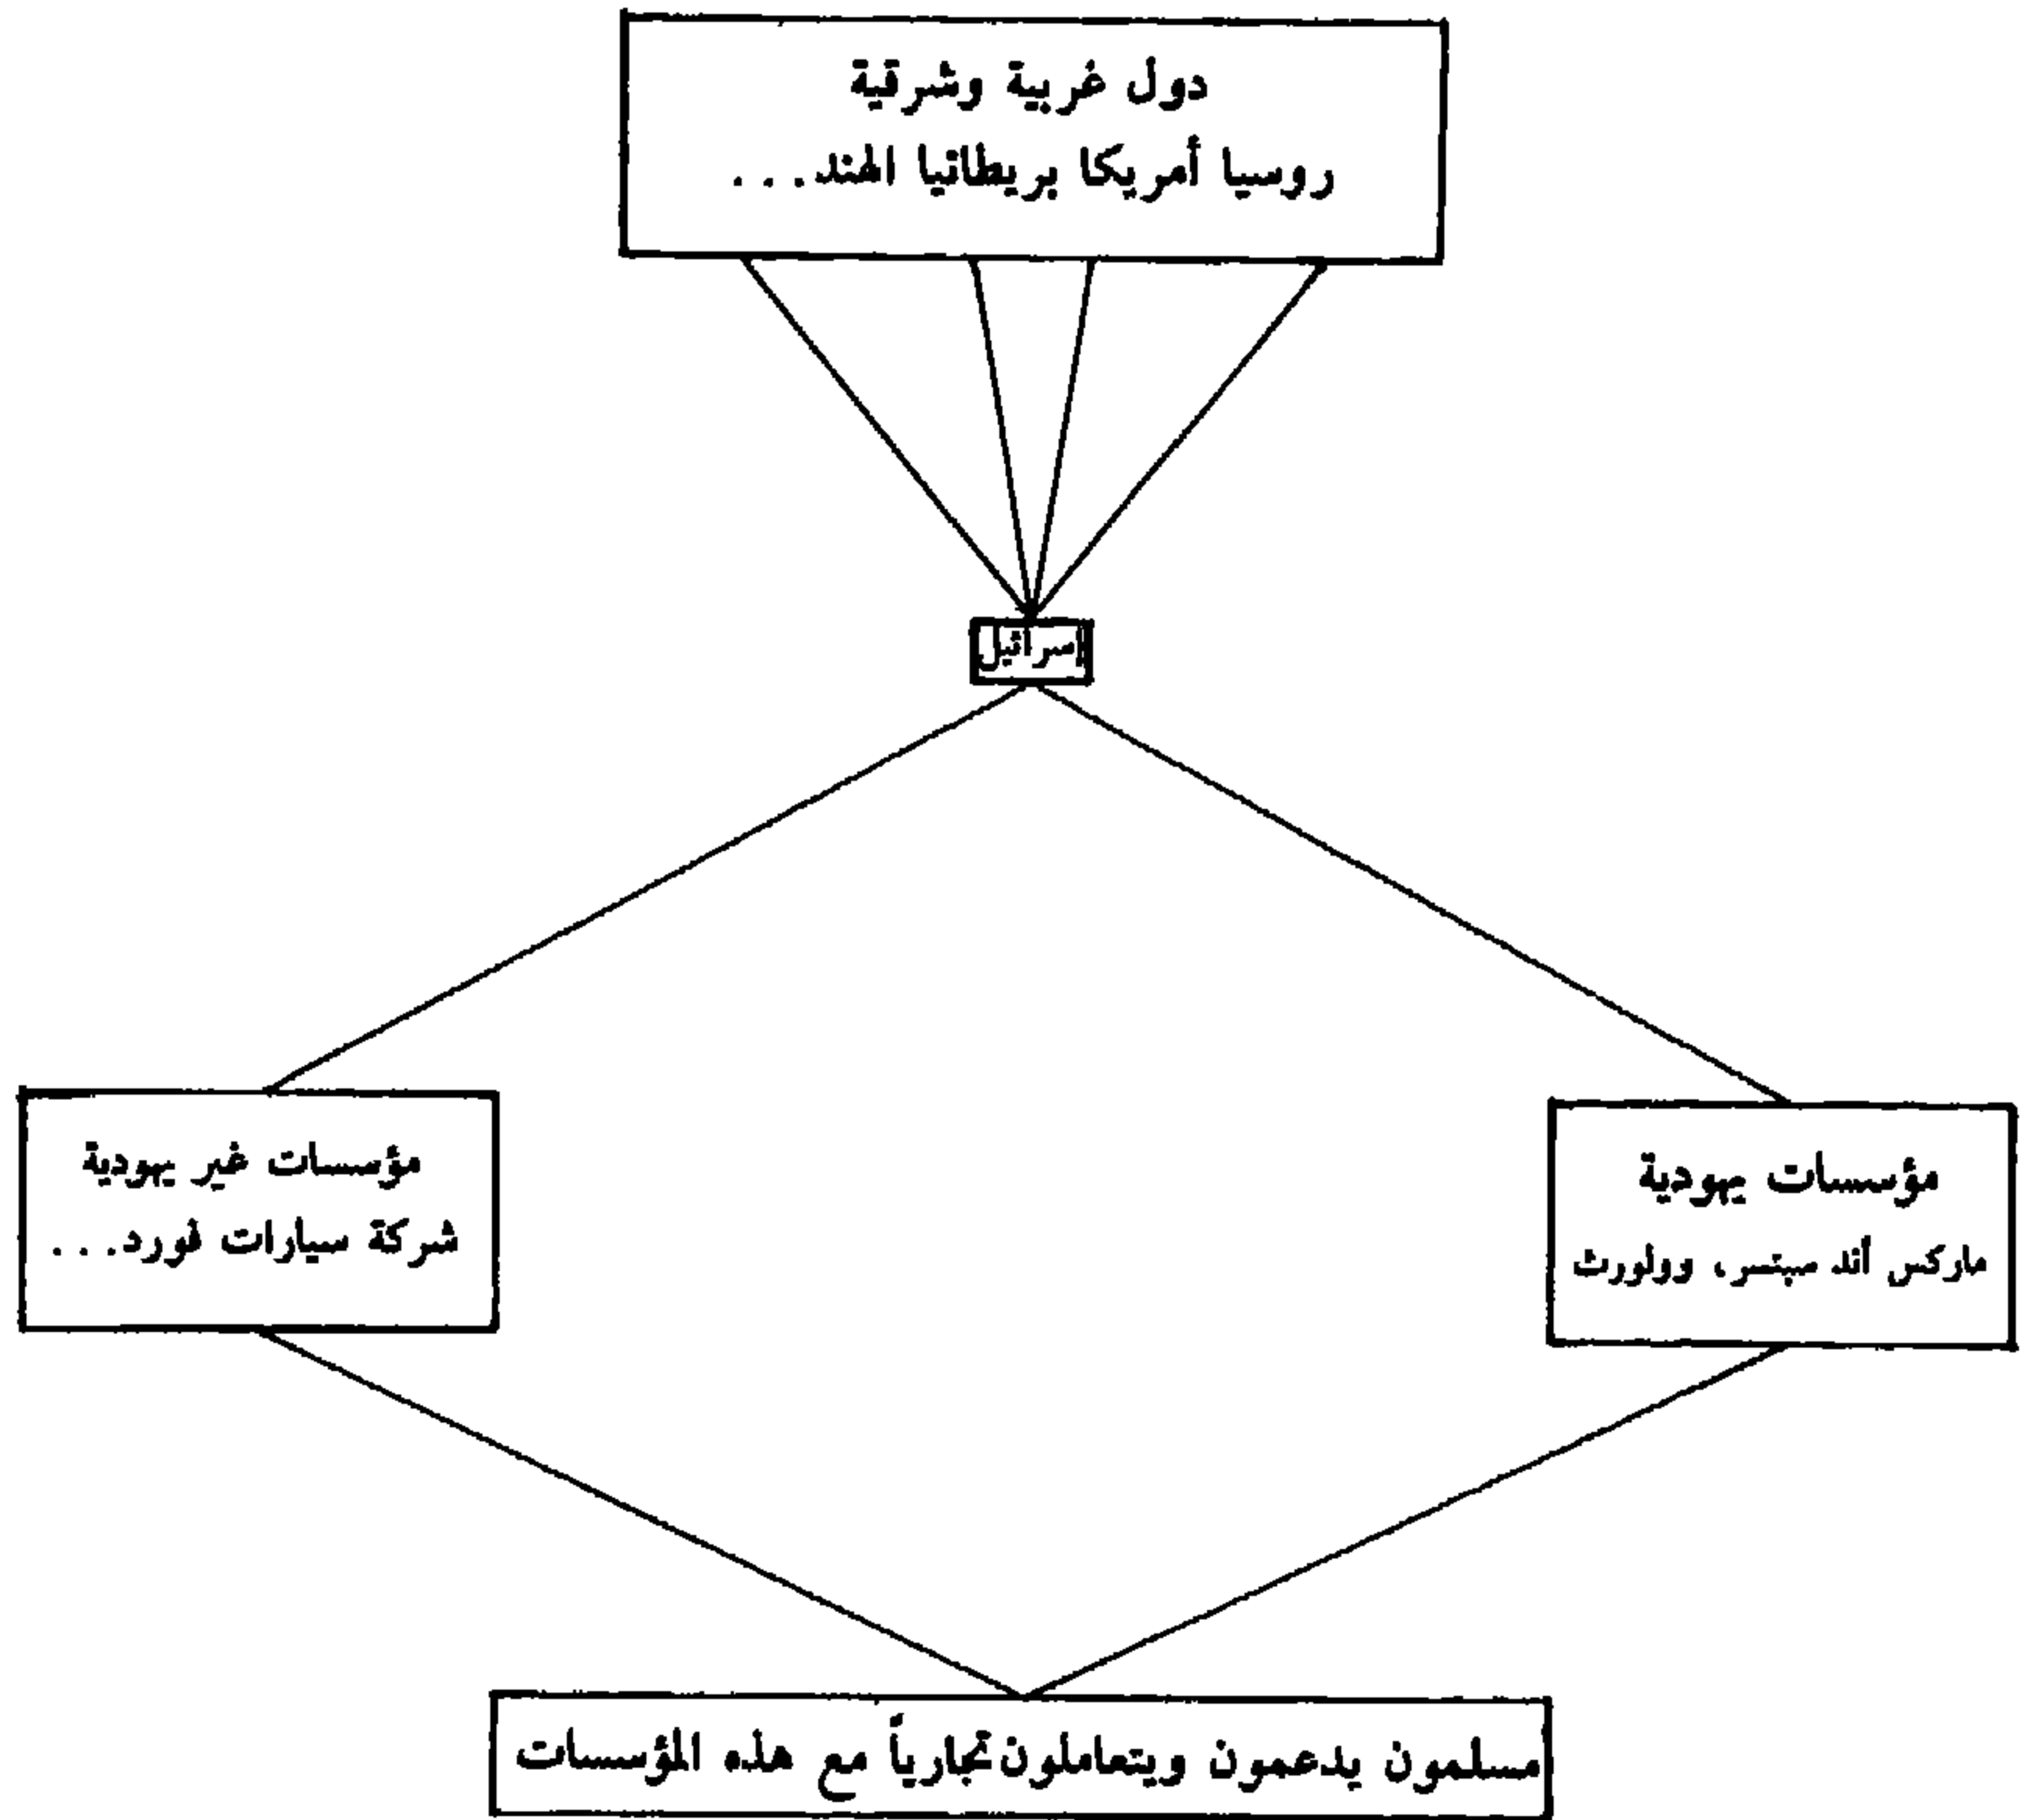 دول غربية وشرقية
روسيا أمريكا بريطانيا الهند...
إسرائيل
مؤسسات يهودية
ماركس أند سبنسر، وولورث
مؤسسات غير يهودية
شركة سيارات فورد...
مسلمون يدعمون ويتعاملون تجارياً مع هذه المؤسسات